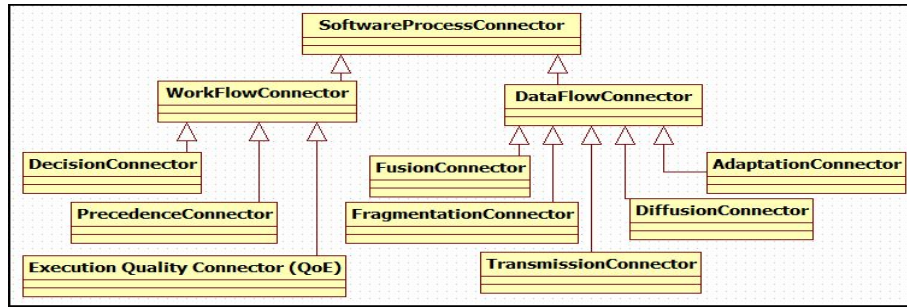 SoftwareProcessConnector
WorkFlowConnector
DataFlowConnector
DecisionConnector
FusionConnector
AdaptationConnector
PrecedenceConnector
FragmentationConnector
DiffusionConnector
Execution Quality Connector (QoE)
TransmissionConnector